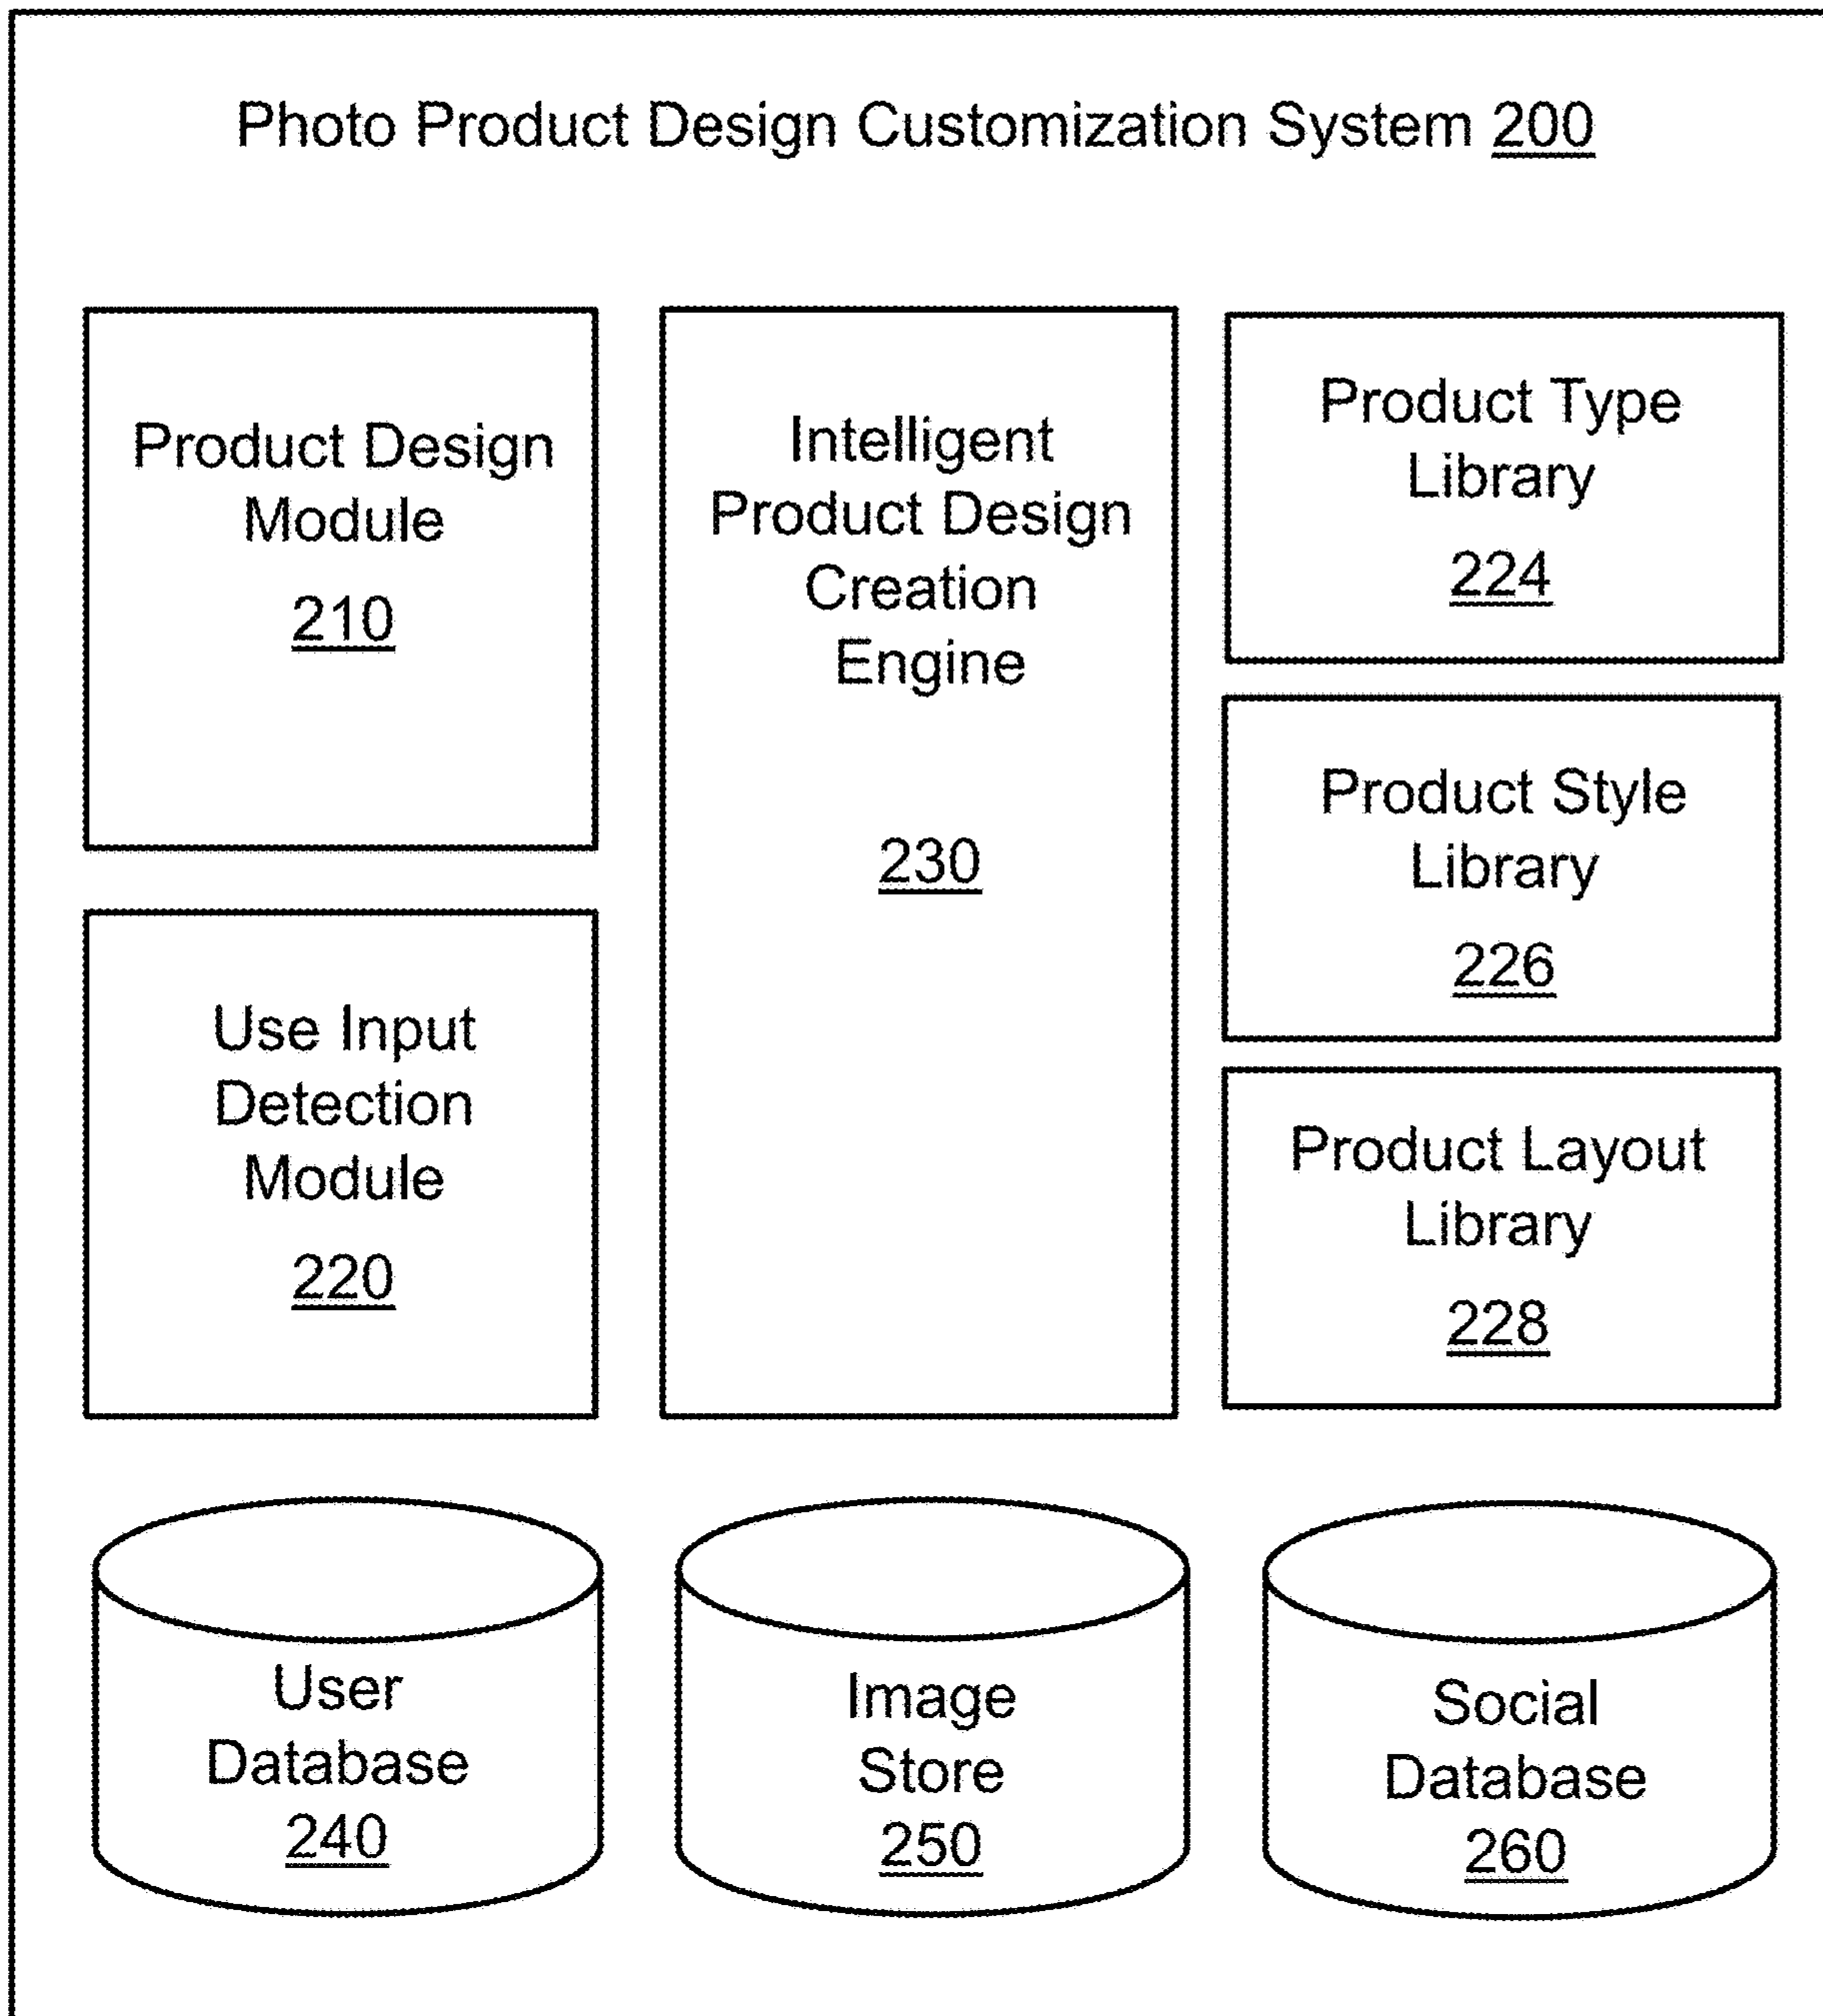 Photo Product Design Customization System 200
Product Design
Module
210
Use Input
Detection
Module
220
Intelligent
Product Design
Creation
Engine
230
Product Type
Library
224
Product Style
Library
226
Product Layout
Library
228
User
Database
240
Image
Store
250
Social
Database
260